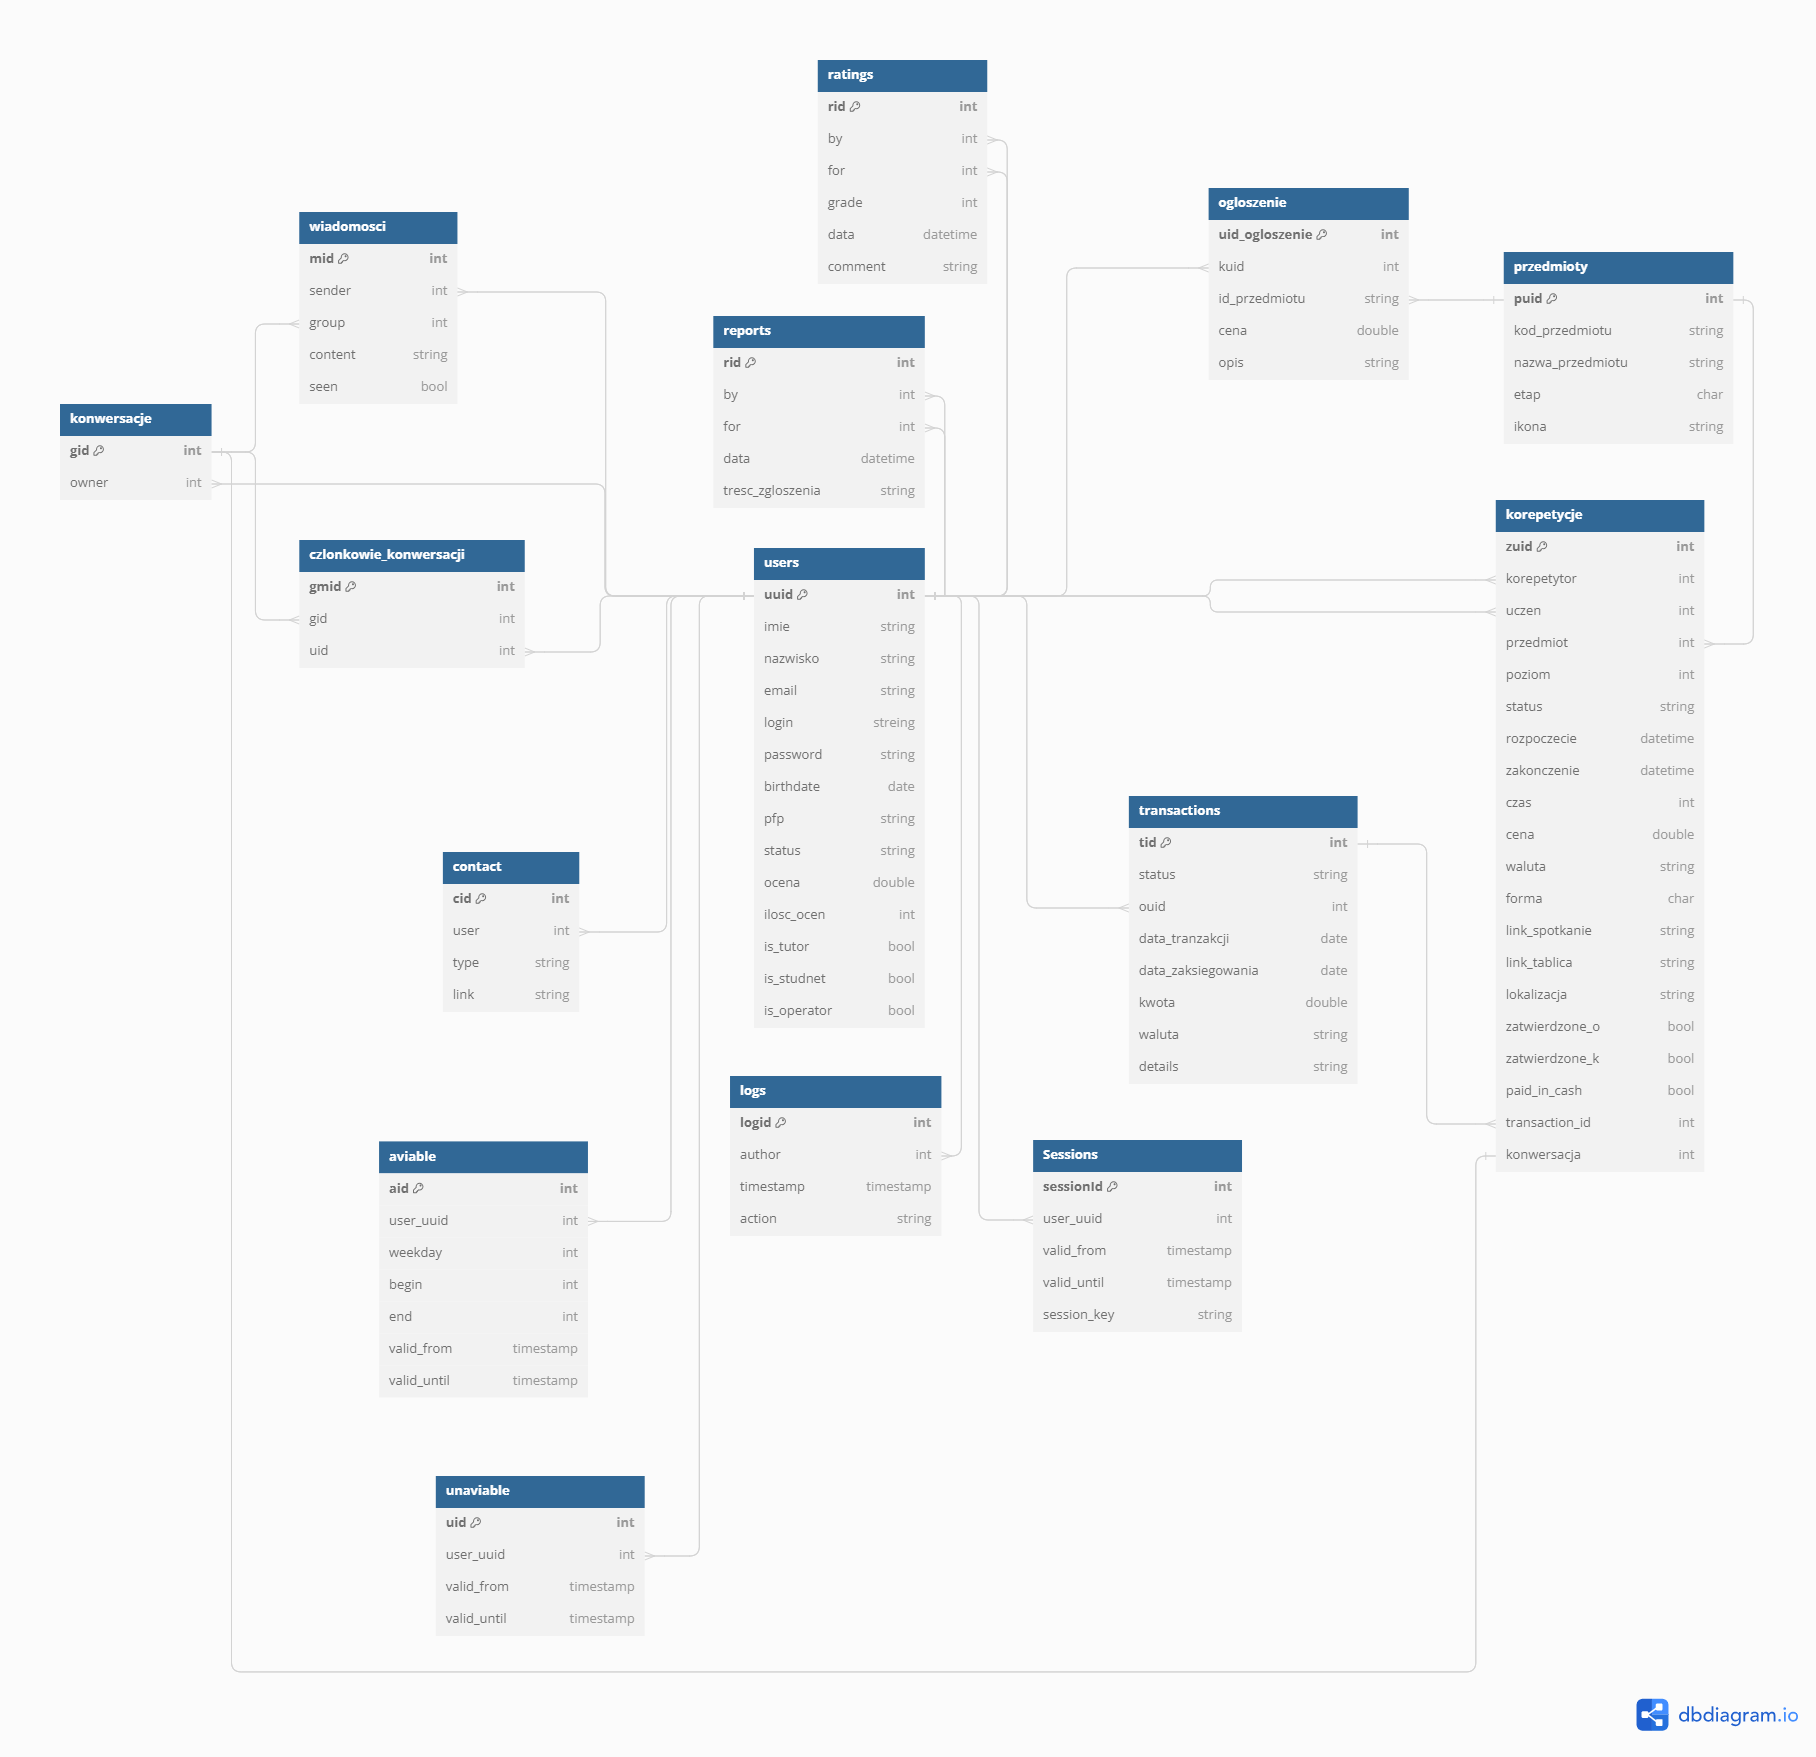 ratings
rid int
by int
for int
grade int
data datetime
comment string
ogloszenie
uid_ogloszenie int
kuid int
id_przedmiotu string
cena double
opis string
wiadomosci
mid int
sender int
group int
content string
seen bool
przedmioty
puid int
kod_przedmiotu string
nazwa_przedmiotu string
etap char
ikona string
reports
rid int
by int
for int
data datetime
tresc_zgloszenia string
konwersacje
gid int
owner int
korepetycje
zuid int
korepetytor int
uczen int
przedmiot int
poziom int
status string
rozpoczecie datetime
zakonczenie datetime
czas int
cena double
waluta string
forma char
link_spotkanie string
link_tablica string
lokalizacja string
zatwierdzone_o bool
zatwierdzone_k bool
paid_in_cash bool
transaction_id int
konwersacja int
czlonkowie_konwersacji
gmid int
gid int
uid int
users
uuid int
imie string
nazwisko string
email string
login streing
password string
birthdate date
pfp string
status string
ocena double
ilosc_ocen int
is_tutor bool
is_studnet bool
is_operator bool
transactions
tid int
status string
ouid int
data_tranzakcji date
data_zaksiegowania date
kwota double
waluta string
details string
contact
cid int
user int
type string
link string
logs
logid int
author int
timestamp timestamp
action string
aviable
aid int
user_uuid int
weekday int
begin int
end int
valid_from timestamp
valid_until timestamp
Sessions
sessionId int
user_uuid int
valid_from timestamp
valid_until timestamp
session_key string
unaviable
uid int
user_uuid int
valid_from timestamp
valid_until timestamp
dbdiagram.io